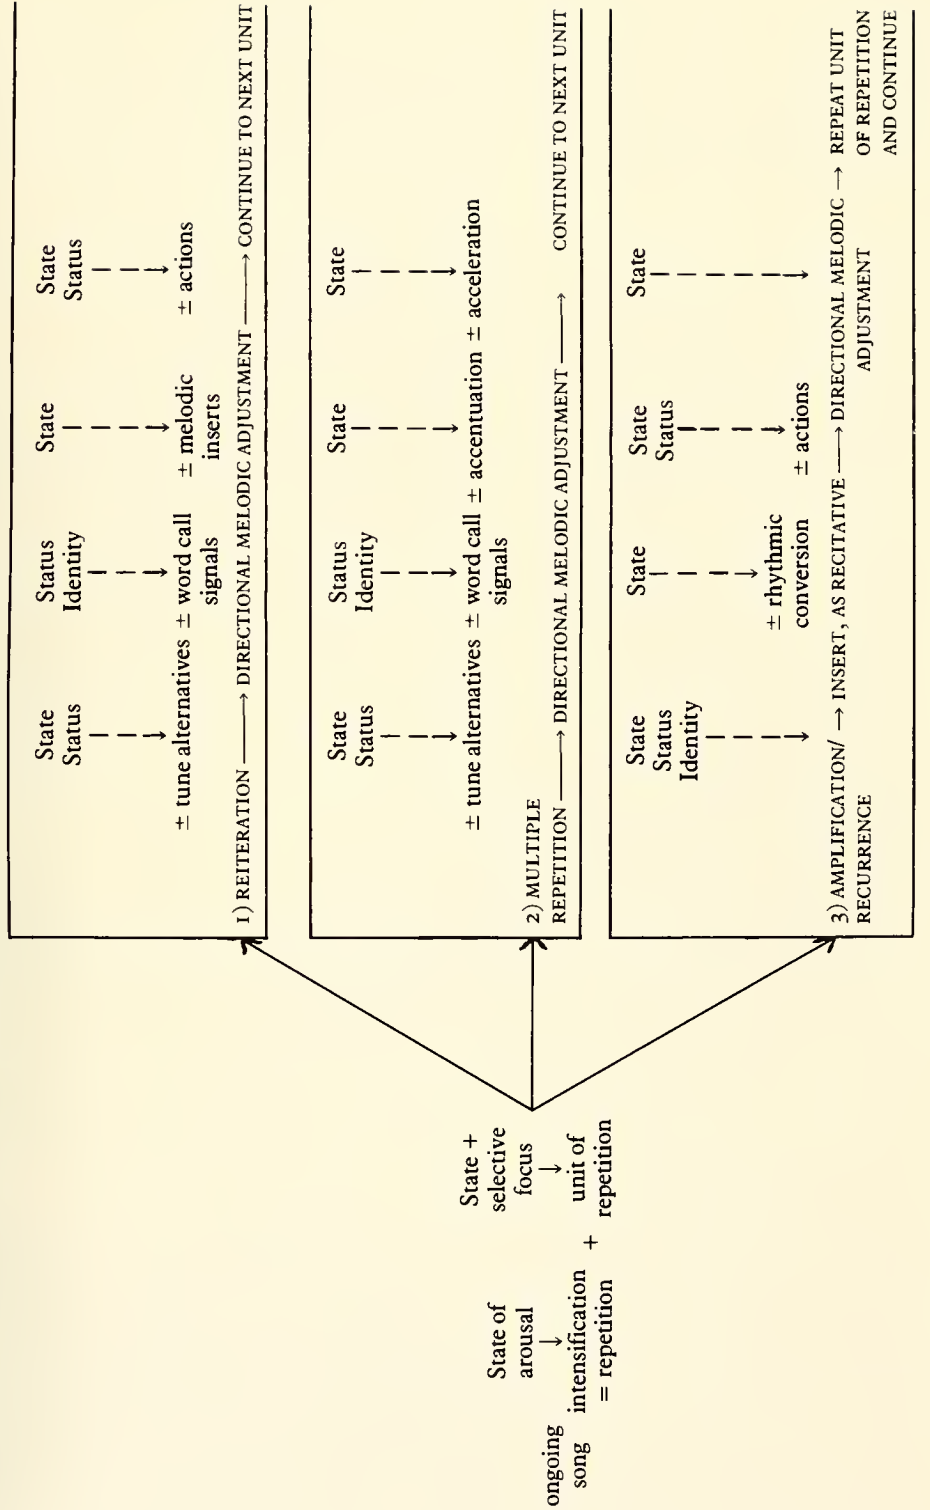 ongoing
song
State of
arousal
intensification
= repetition
+
State +
selective
focus
unit of
repetition
State
Status
Status
Identity
State
State
Status
± tune alternatives ± word call ± melodic ± actions
signals inserts
1) REITERATION → DIRECTIONAL MELODIC ADJUSTMENT → CONTINUE TO NEXT UNIT
State
Status
Status
Identity
State
State
± tune alternatives ± word call ± accentuation ± acceleration
signals
2) MULTIPLE
REPETITION → DIRECTIONAL MELODIC ADJUSTMENT → CONTINUE TO NEXT UNIT
State
Status
Identity
State
State
Status
State
± rhythmic ± actions
conversion
3) AMPLIFICATION/ → INSERT, AS RECITATIVE → DIRECTIONAL MELODIC → REPEAT UNIT
RECURRENCE ADJUSTMENT OF REPETITION
AND CONTINUE